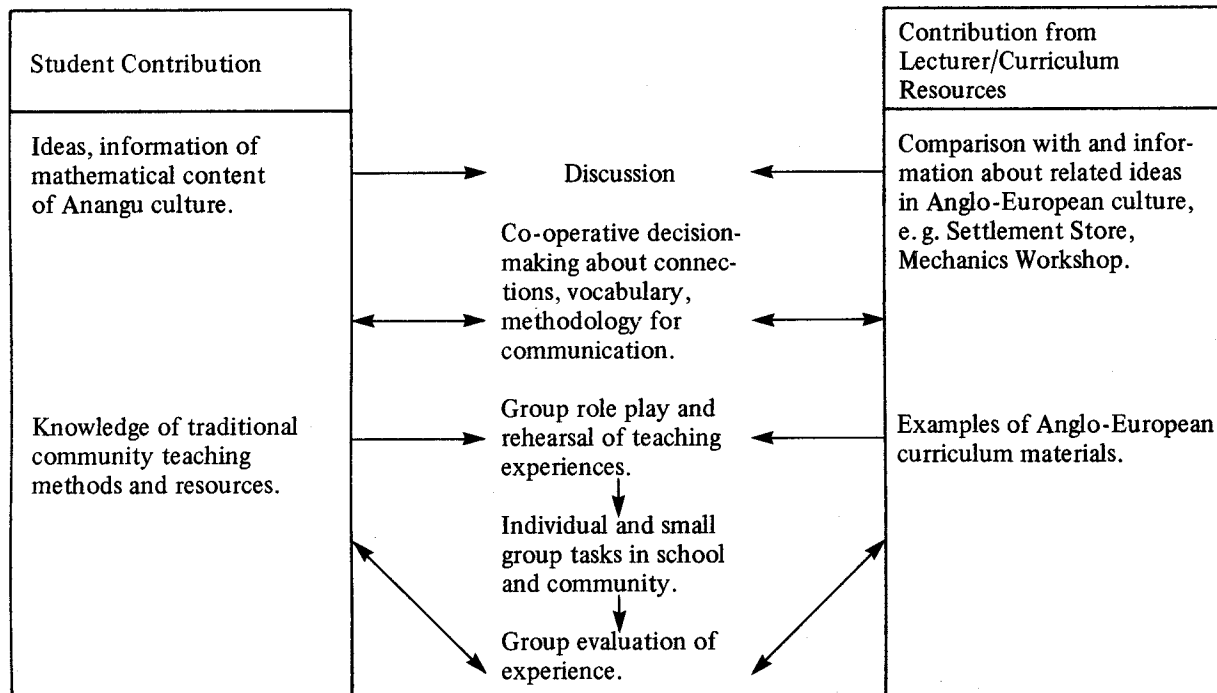 Student Contribution
Contribution from
Lecturer/Curriculum
Resources
Ideas, information of
mathematical content
of Anangu culture.
Discussion
Comparison with and infor-
mation about related ideas
in Anglo-European culture,
e. g. Settlement Store,
Mechanics Workshop.
Co-operative decision-
making about connec-
tions, vocabulary,
methodology for
communication.
Knowledge of traditional
community teaching
methods and resources.
Group role play and
rehearsal of teaching
experiences.
Examples of Anglo-European
curriculum materials.
Individual and small
group tasks in school
and community.
Group evaluation of
experience.